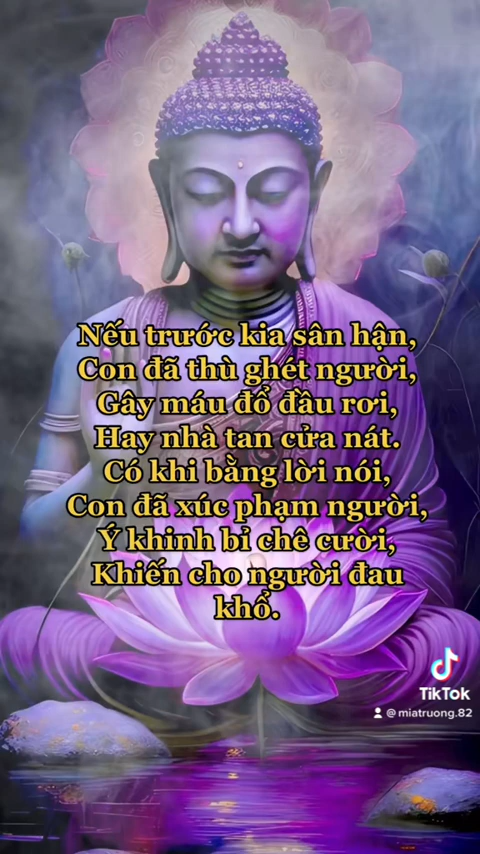 Nếu trước kia sân hận,
Con đã thù ghét người,
Gây máu đổ đầu rơi,
Hay nhà tan cửa nát.
Có khi bằng lời nói,
Con đã xúc phạm người,
Ý khinh bỉ chê cười,
Khiến cho người đau
khổ.
TikTok
@miatruong.82